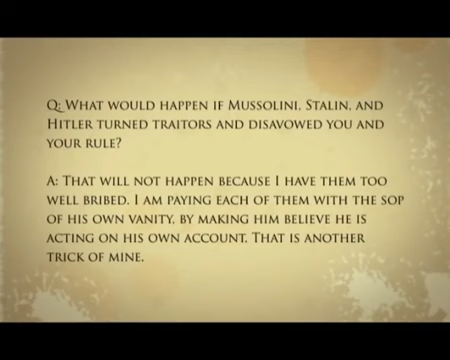 Q: What would happen if Mussolini, Stalin, and
Hitler turned traitors and disavowed you and
your rule?
A: That will not happen because I have them too
well bribed. I am paying each of them with the sop
of his own vanity, by making him believe he is
acting on his own account. That is another
trick of mine.